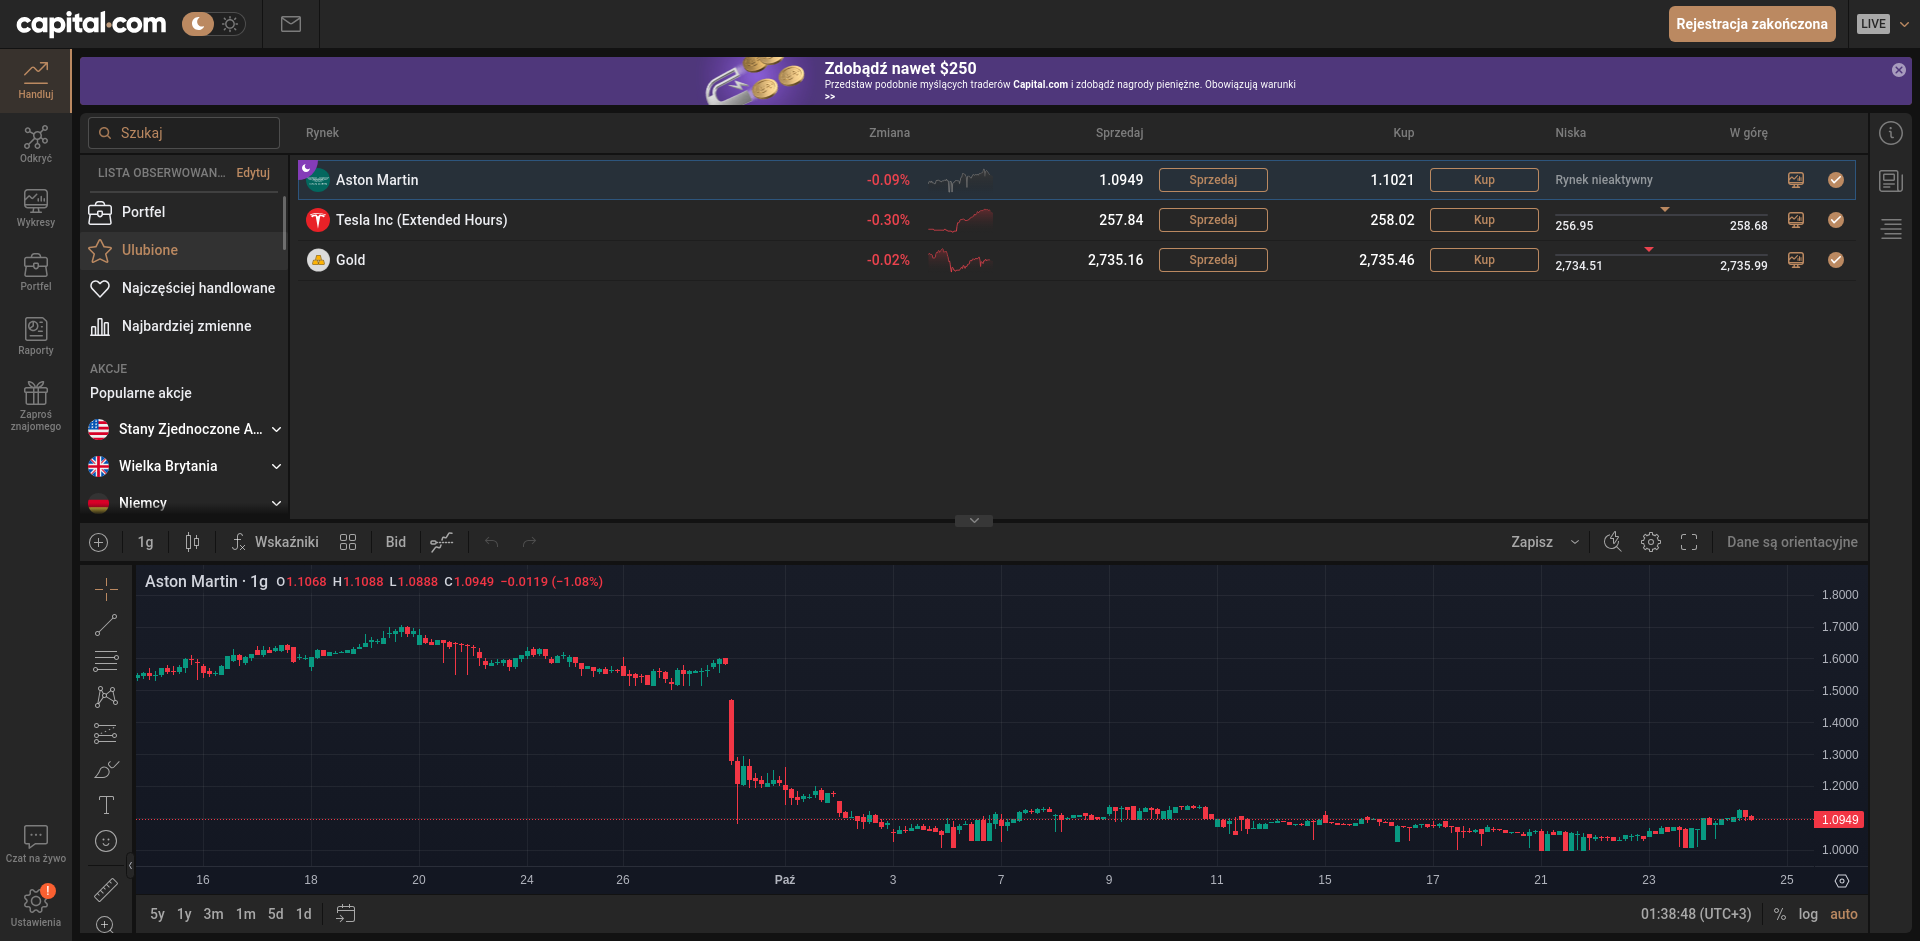 capital.com
Rejestracja zakończona
LIVE
Handluj
Odkryć
Wykresy
Portfel
Raporty
Zaproś
znajomego
Czat na żywo
!
Ustawienia
Zdobądź nawet $250
Przedstaw podobnie myślących traderów Capital.com i zdobądź nagrody pieniężne. Obowiązują warunki
>>
Szukaj
LISTA OBSERWOWAN... Edytuj
Portfel
Ulubione
Najczęściej handlowane
Najbardziej zmienne
AKCJE
Popularne akcje
Stany Zjednoczone A...
Wielka Brytania
Niemcy
Rynek Zmiana Sprzedaj Kup Niska W górę
Aston Martin -0.09% 1.0949 Sprzedaj 1.1021 Kup Rynek nieaktywny
Tesla Inc (Extended Hours) -0.30% 257.84 Sprzedaj 258.02 Kup 256.95 258.68
Gold -0.02% 2,735.16 Sprzedaj 2,735.46 Kup 2,734.51 2,735.99
1g Wskaźniki Bid Zapisz Dane są orientacyjne
Aston Martin · 1g O1.1068 H1.1088 L1.0888 C1.0949 −0.0119 (−1.08%)
1.8000
1.7000
1.6000
1.5000
1.4000
1.3000
1.2000
1.0949
1.0000
16 18 20 24 26 Paź 3 7 9 11 15 17 21 23 25
5y 1y 3m 1m 5d 1d 01:38:48 (UTC+3) % log auto